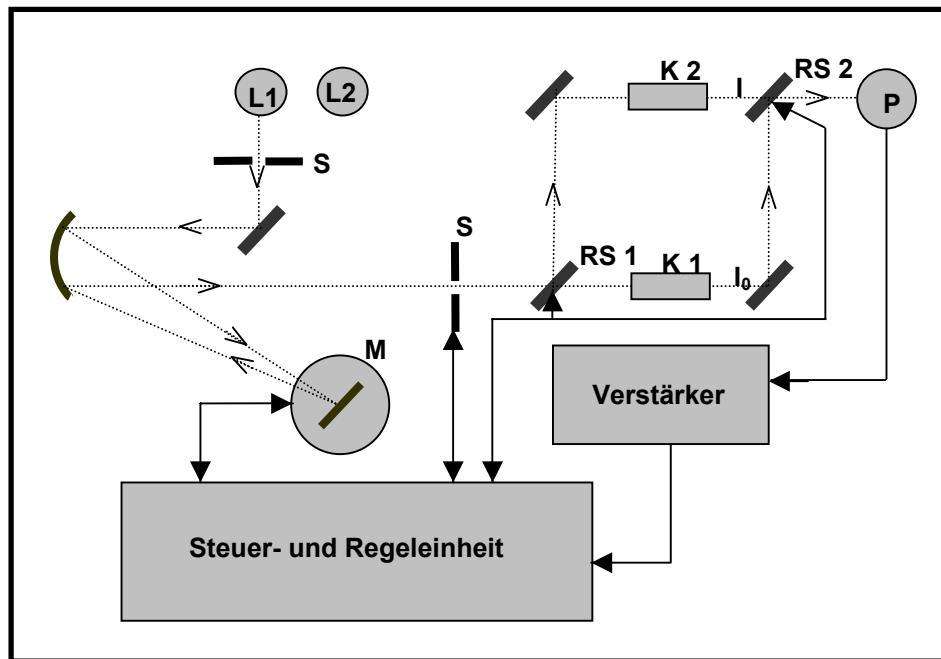 L1
L2
S
K 2
I
RS 2
P
S
RS 1
K 1
I₀
M
Verstärker
Steuer- und Regeleinheit